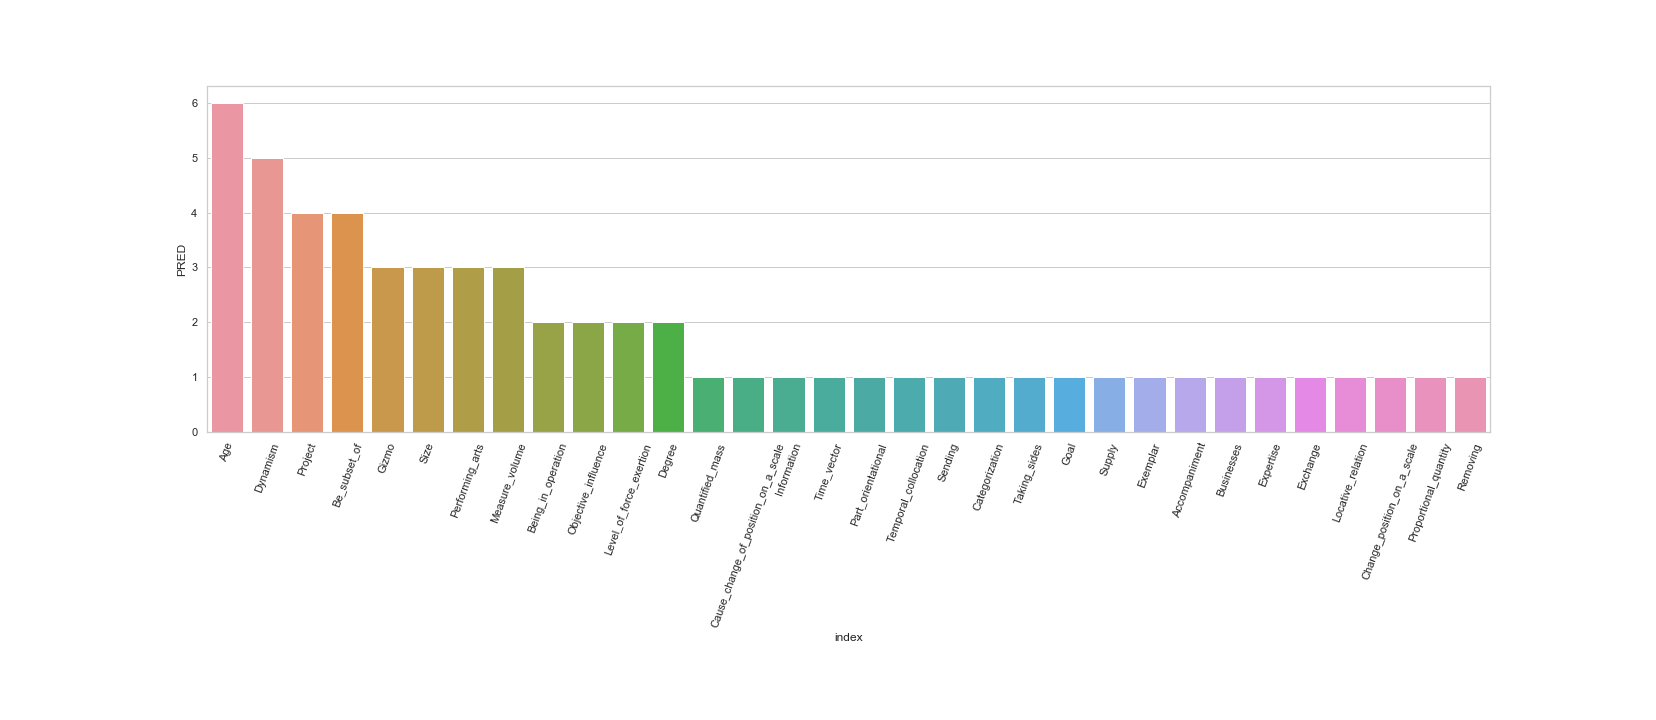 6
5
4
3
2
1
0
PRED
Age
Dynamism
Project
Be_subset_of
Gizmo
Size
Performing_arts
Measure_volume
Being_in_operation
Objective_influence
Level_of_force_exertion
Degree
Quantified_mass
Cause_change_of_position_on_a_scale
Information
Time_vector
Part_orientational
Temporal_collocation
Sending
Categorization
Taking_sides
Goal
Supply
Exemplar
Accompaniment
Businesses
Expertise
Exchange
Locative_relation
Change_position_on_a_scale
Proportional_quantity
Removing
index